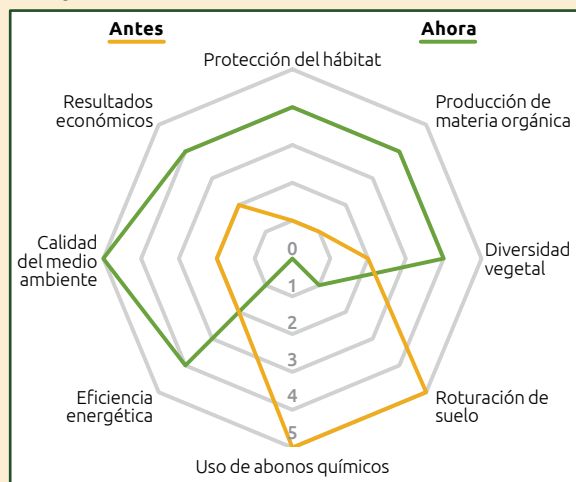 Antes
Ahora
Protección del hábitat
Resultados
económicos
Producción de
materia orgánica
Calidad
del medio
ambiente
Diversidad
vegetal
0
1
2
3
4
5
Eficiencia
energética
Roturación de
suelo
Uso de abonos químicos